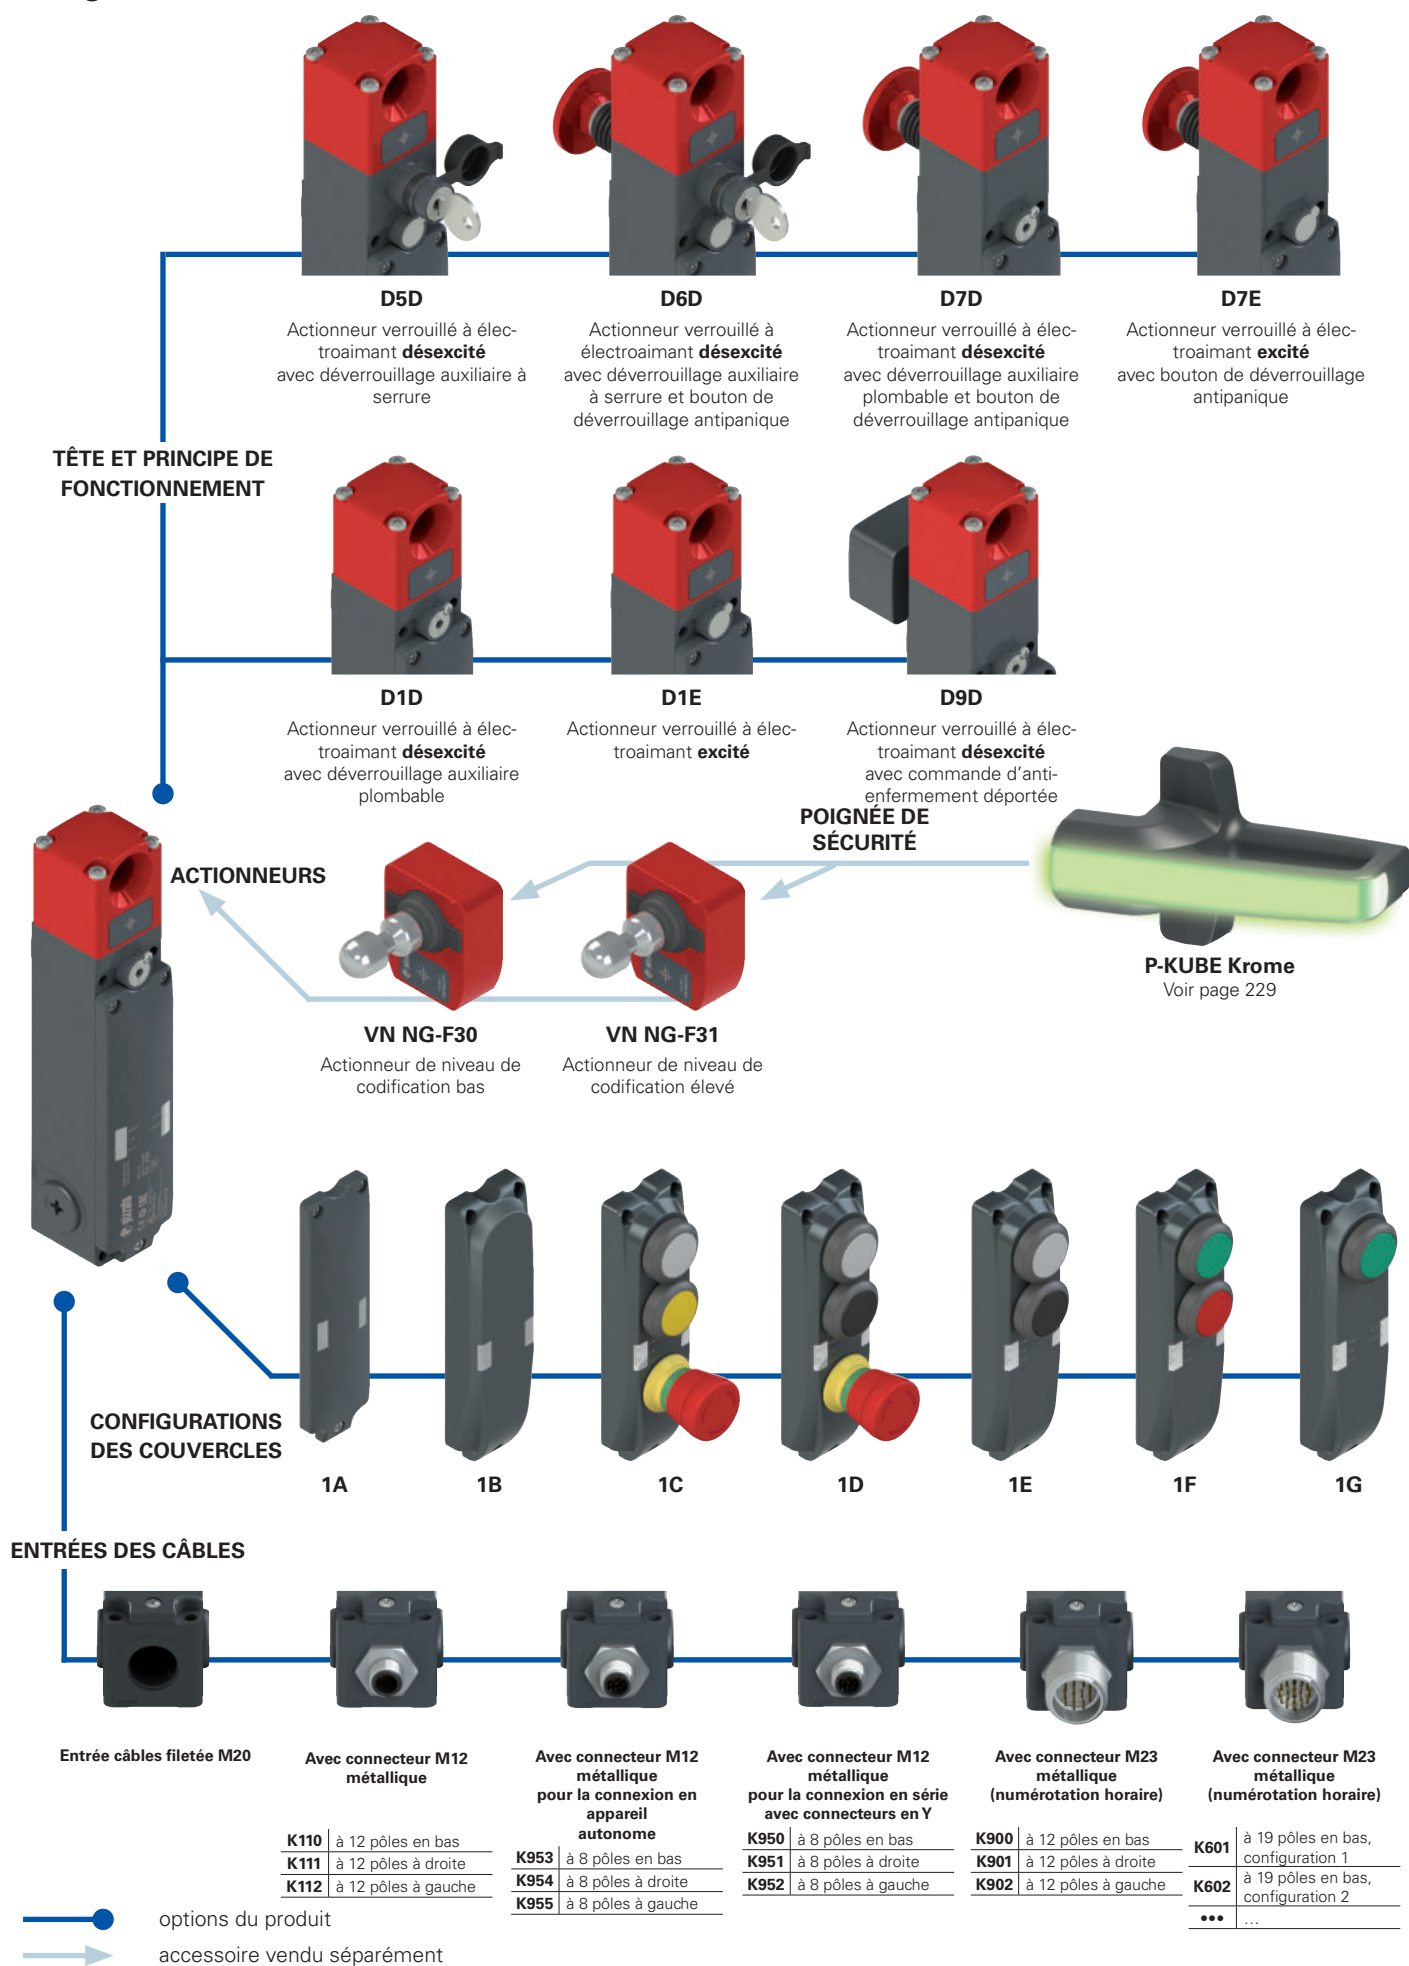 D5D
Actionneur verrouillé à élec-
troaimant désexcité
avec déverrouillage auxiliaire à
serrure
D6D
Actionneur verrouillé à
électroaimant désexcité
avec déverrouillage auxiliaire
à serrure et bouton de
déverrouillage antipanique
D7D
Actionneur verrouillé à élec-
troaimant désexcité
avec déverrouillage auxiliaire
plombable et bouton de
déverrouillage antipanique
D7E
Actionneur verrouillé à élec-
troaimant excité
avec bouton de déverrouillage
antipanique
TÊTE ET PRINCIPE DE
FONCTIONNEMENT
D1D
Actionneur verrouillé à élec-
troaimant désexcité
avec déverrouillage auxiliaire
plombable
D1E
Actionneur verrouillé à élec-
troaimant excité
D9D
Actionneur verrouillé à élec-
troaimant désexcité
avec commande d'anti-
enfermement déportée
POIGNÉE DE
SÉCURITÉ
ACTIONNEURS
P-KUBE Krome
Voir page 229
VN NG-F30
Actionneur de niveau de
codification bas
VN NG-F31
Actionneur de niveau de
codification élevé
pizzato
CONFIGURATIONS
DES COUVERCLES
1A
1B
1C
1D
1E
1F
1G
ENTRÉES DES CÂBLES
Entrée câbles filetée M20
Avec connecteur M12
métallique
K110 à 12 pôles en bas
K111 à 12 pôles à droite
K112 à 12 pôles à gauche
Avec connecteur M12
métallique
pour la connexion en
appareil
autonome
K953 à 8 pôles en bas
K954 à 8 pôles à droite
K955 à 8 pôles à gauche
Avec connecteur M12
métallique
pour la connexion en série
avec connecteurs en Y
K950 à 8 pôles en bas
K951 à 8 pôles à droite
K952 à 8 pôles à gauche
Avec connecteur M23
métallique
(numérotation horaire)
K900 à 12 pôles en bas
K901 à 12 pôles à droite
K902 à 12 pôles à gauche
Avec connecteur M23
métallique
(numérotation horaire)
K601 à 19 pôles en bas,
configuration 1
K602 à 19 pôles en bas,
configuration 2
••• …
options du produit
accessoire vendu séparément